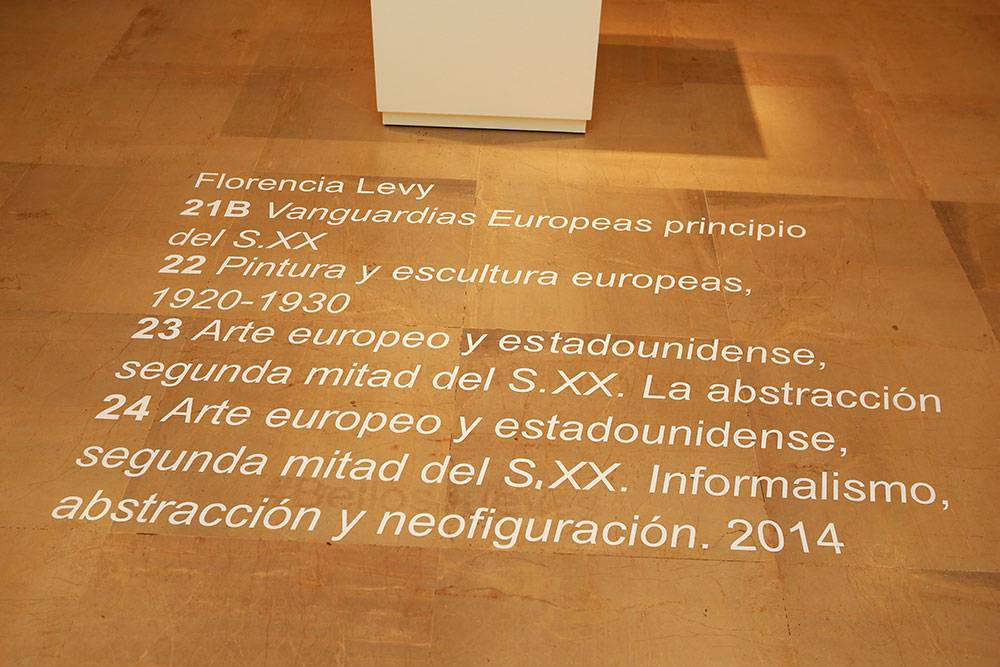 Florencia Levy
21B Vanguardias Europeas principio
del S.XX
22 Pintura y escultura europeas,
1920-1930
23 Arte europeo y estadounidense,
segunda mitad del S.XX. La abstracción
24 Arte europeo y estadounidense,
segunda mitad del S.XX. Informalismo,
abstracción y neofiguración. 2014